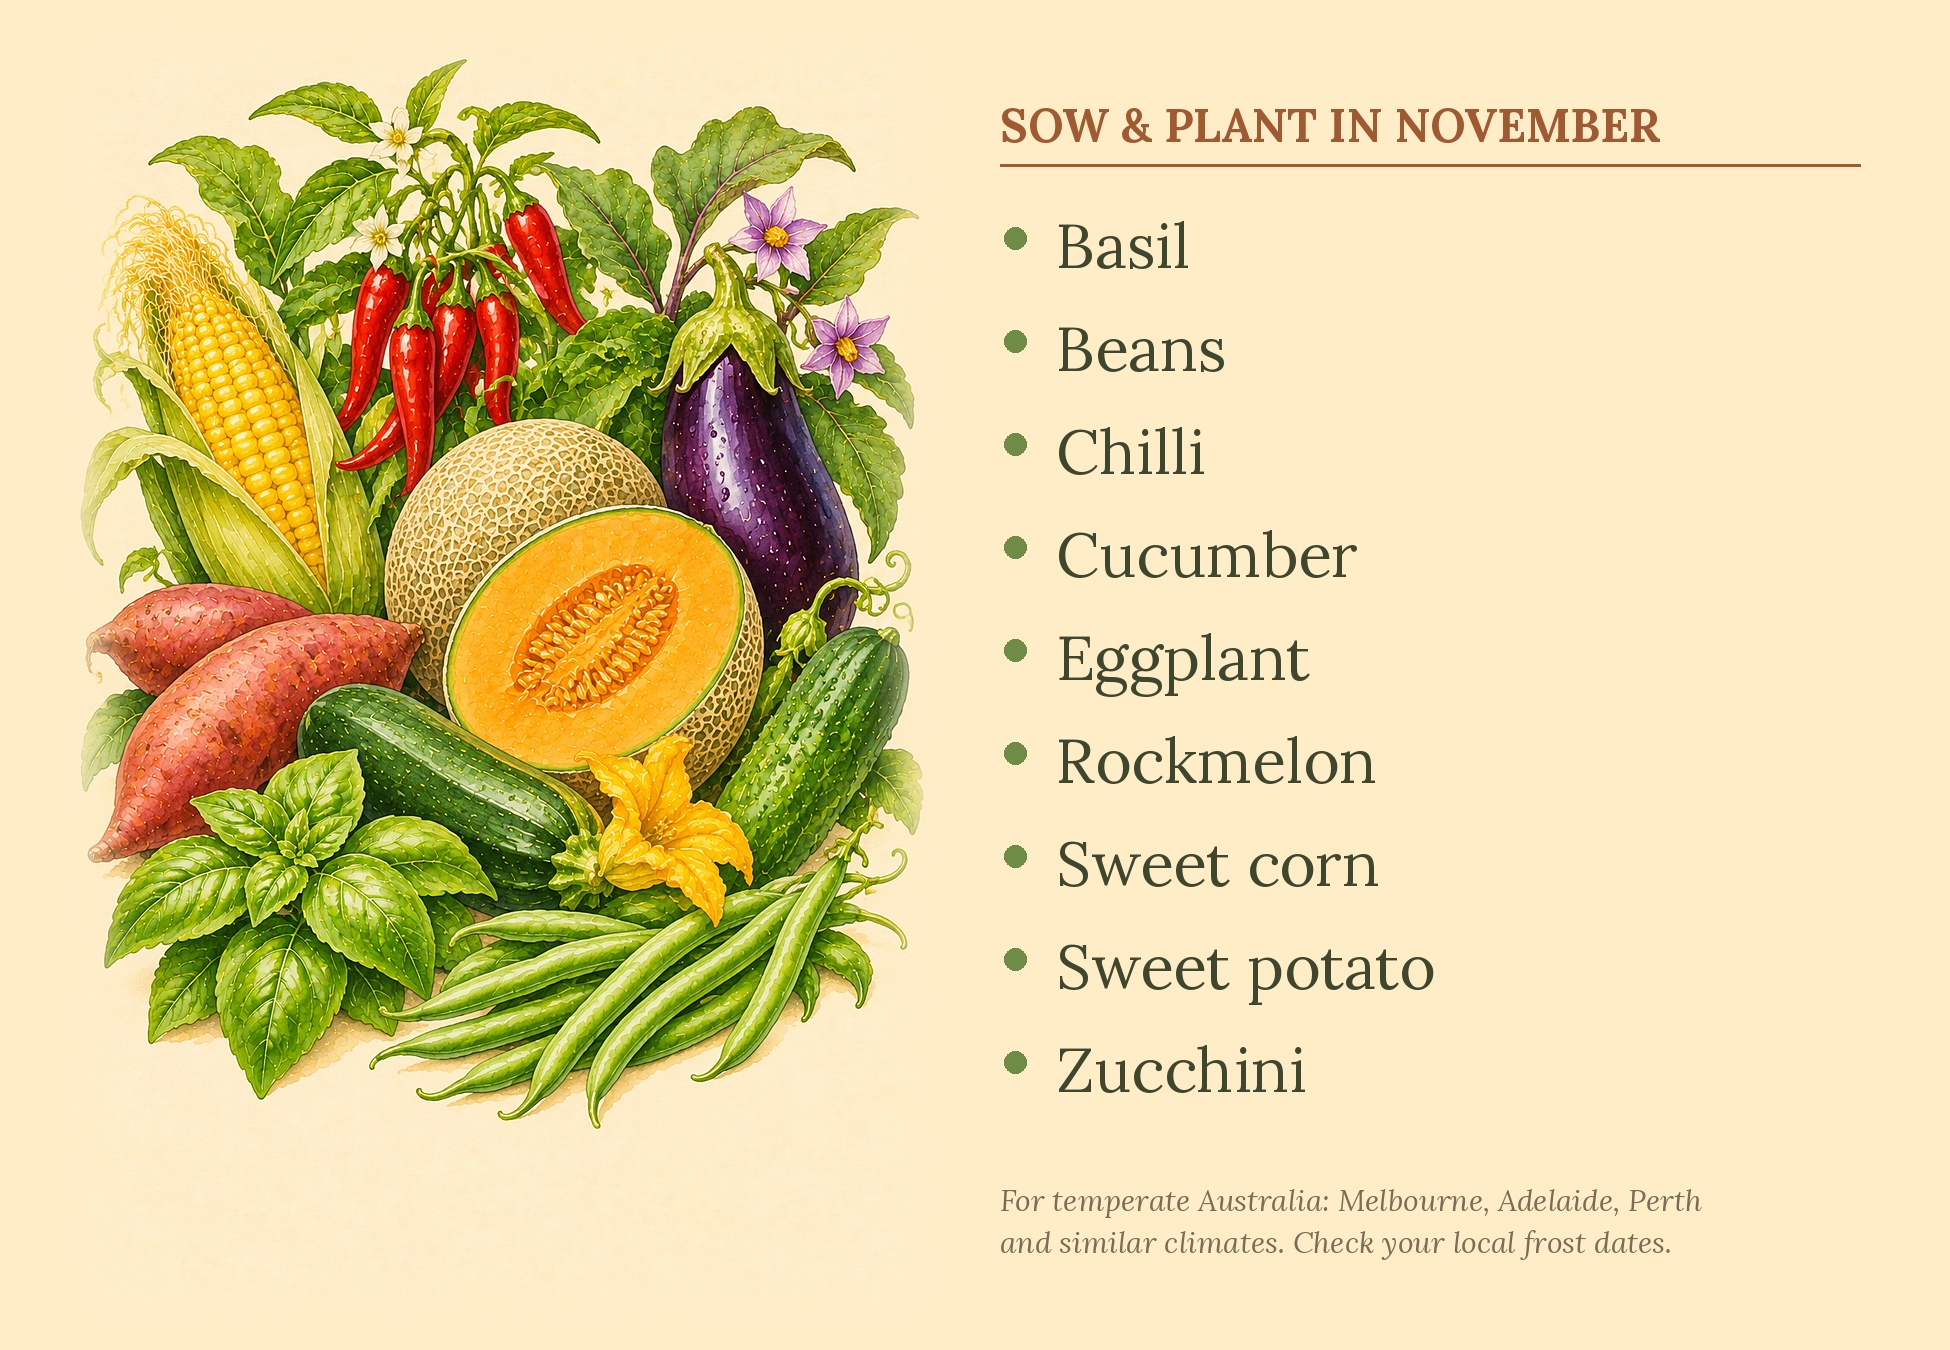 SOW & PLANT IN NOVEMBER
Basil
Beans
Chilli
Cucumber
Eggplant
Rockmelon
Sweet corn
Sweet potato
Zucchini
For temperate Australia: Melbourne, Adelaide, Perth
and similar climates. Check your local frost dates.